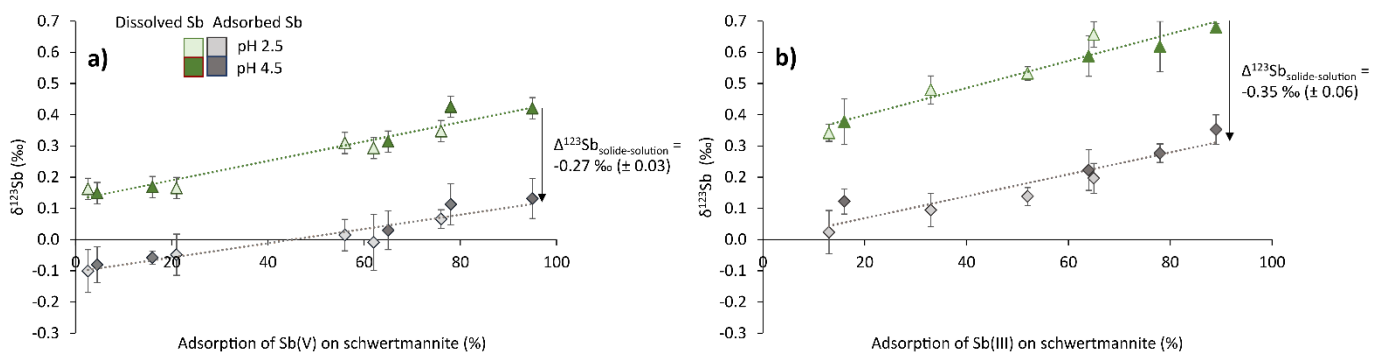 Dissolved Sb Adsorbed Sb
pH 2.5
pH 4.5
a)
0.7
0.6
0.5
0.4
0.3
0.2
0.1
0.0
-0.1
-0.2
-0.3
δ¹²³Sb (‰)
0 20 40 60 80 100
Adsorption of Sb(V) on schwertmannite (%)
Δ¹²³Sbsolide-solution =
-0.27 ‰ (± 0.03)
b)
0.7
0.6
0.5
0.4
0.3
0.2
0.1
0.0
-0.1
-0.2
-0.3
δ¹²³Sb (‰)
0 20 40 60 80 100
Adsorption of Sb(III) on schwertmannite (%)
Δ¹²³Sbsolide-solution =
-0.35 ‰ (± 0.06)